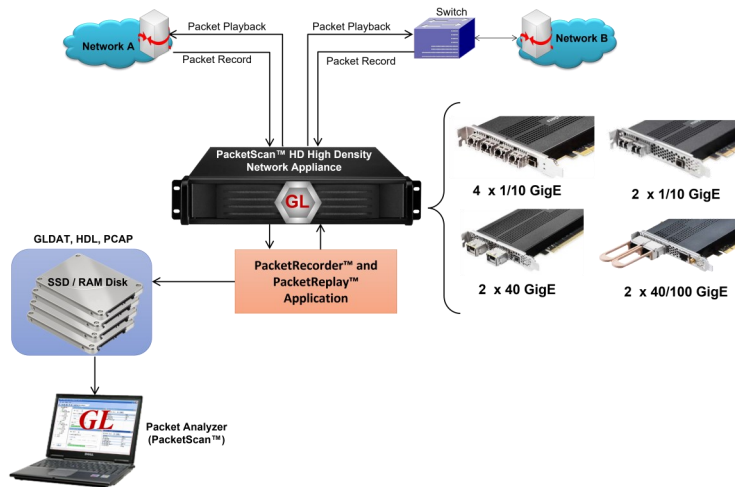 Packet Playback
Network A
Packet Record
Packet Playback
Packet Record
Switch
Network B
PacketScan™ HD High Density
Network Appliance
GL
4 x 1/10 GigE
2 x 1/10 GigE
2 x 40 GigE
2 x 40/100 GigE
GLDAT, HDL, PCAP
SSD / RAM Disk
PacketRecorder™ and
PacketReplay™
Application
GL
Packet Analyzer
(PacketScan™)